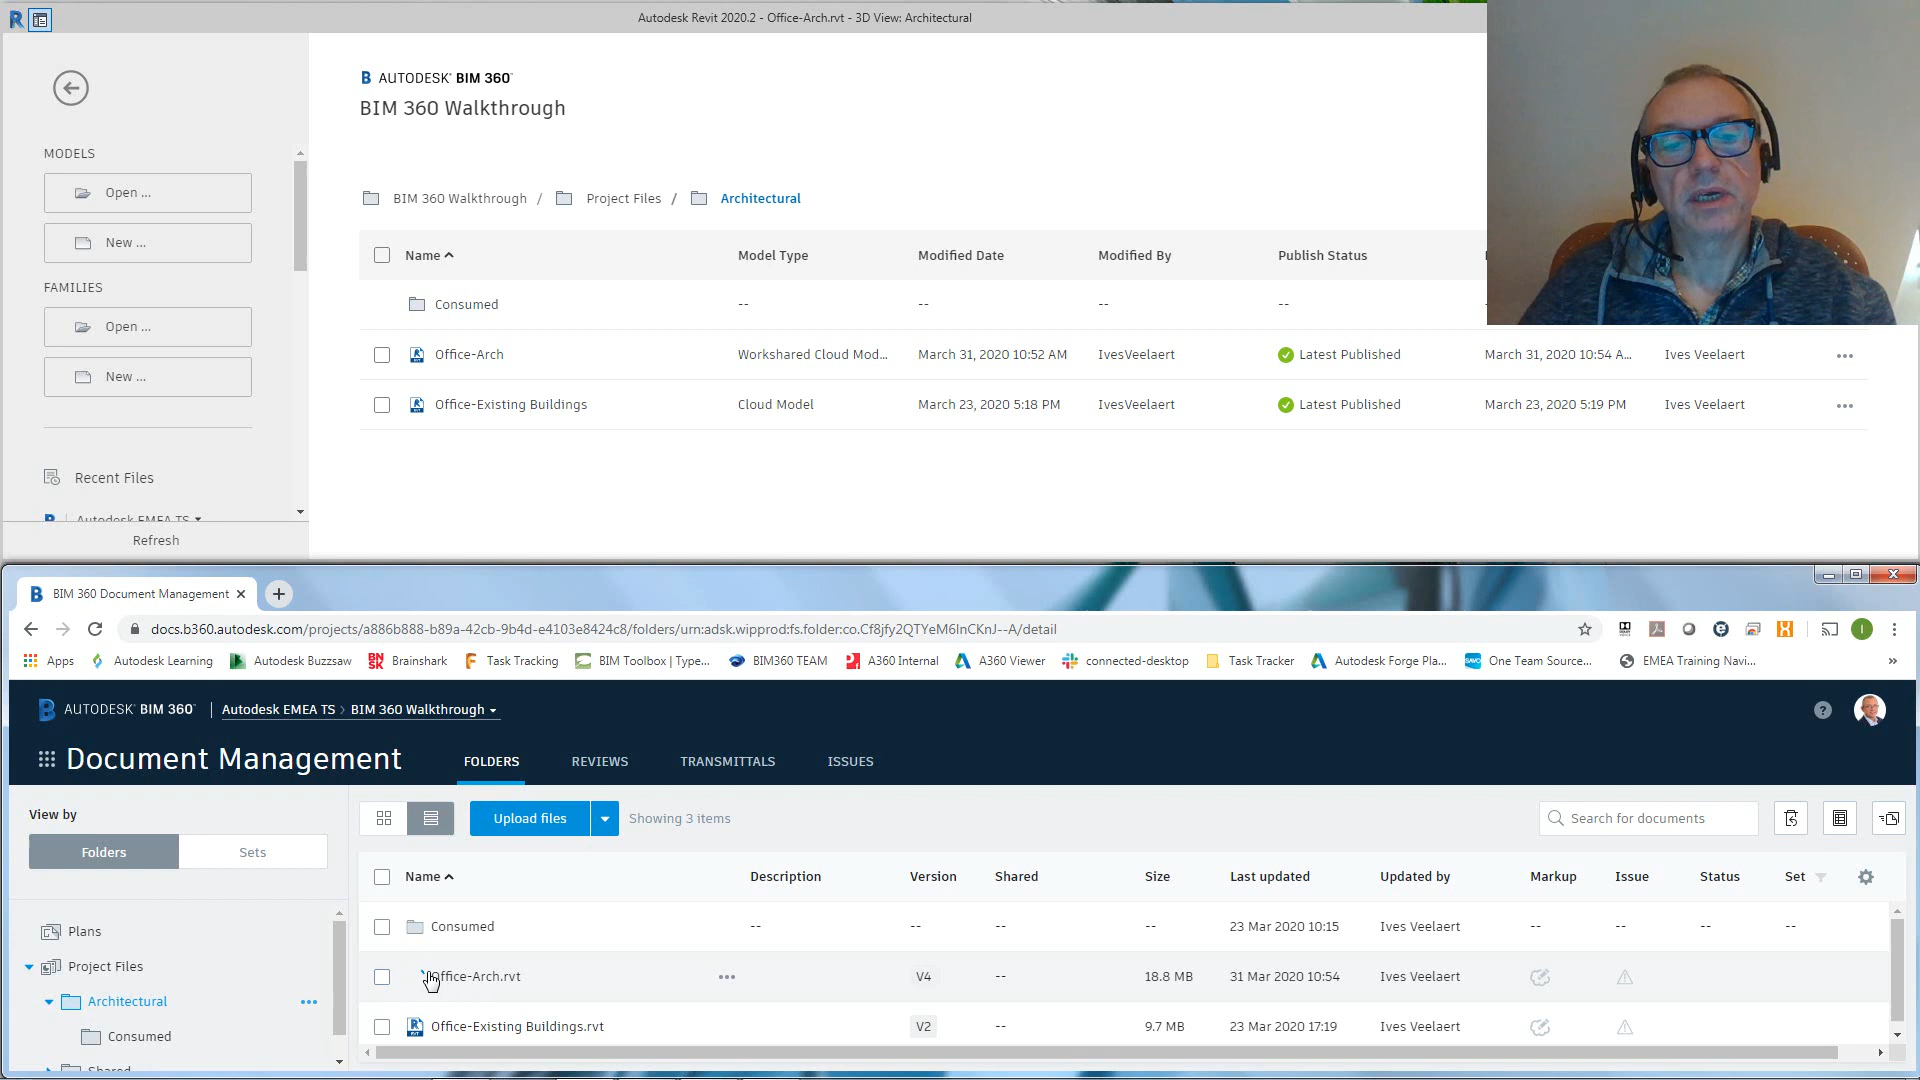 Autodesk Revit 2020.2 - Office-Arch.rvt - 3D View: Architectural
AUTODESK® BIM 360™
BIM 360 Walkthrough
MODELS
Open ...
New ...
FAMILIES
Open ...
New ...
Recent Files
Autodesk EMEA TS
Refresh
BIM 360 Walkthrough / Project Files / Architectural
Name Model Type Modified Date Modified By Publish Status
Consumed -- -- -- --
Office-Arch Workshared Cloud Mod... March 31, 2020 10:52 AM IvesVeelaert Latest Published March 31, 2020 10:54 A... Ives Veelaert
Office-Existing Buildings Cloud Model March 23, 2020 5:18 PM IvesVeelaert Latest Published March 23, 2020 5:19 PM Ives Veelaert
BIM 360 Document Management
docs.b360.autodesk.com/projects/a886b888-b89a-42cb-9b4d-e4103e8424c8/folders/urn:adsk.wipprod:fs.folder:co.Cf8jfy2QTYeM6lnCKnJ--A/detail
Apps Autodesk Learning Autodesk Buzzsaw Brainshark Task Tracking BIM Toolbox | Type... BIM360 TEAM A360 Internal A360 Viewer connected-desktop Task Tracker Autodesk Forge Pla... One Team Source... EMEA Training Navi... »
AUTODESK® BIM 360® Autodesk EMEA TS > BIM 360 Walkthrough
Document Management FOLDERS REVIEWS TRANSMITTALS ISSUES
View by
Folders Sets
Plans
Project Files
Architectural
Consumed
Shared
Upload files Showing 3 items Search for documents
Name Description Version Shared Size Last updated Updated by Markup Issue Status Set
Consumed -- -- -- -- 23 Mar 2020 10:15 Ives Veelaert -- -- -- --
Office-Arch.rvt V4 -- 18.8 MB 31 Mar 2020 10:54 Ives Veelaert
Office-Existing Buildings.rvt V2 -- 9.7 MB 23 Mar 2020 17:19 Ives Veelaert